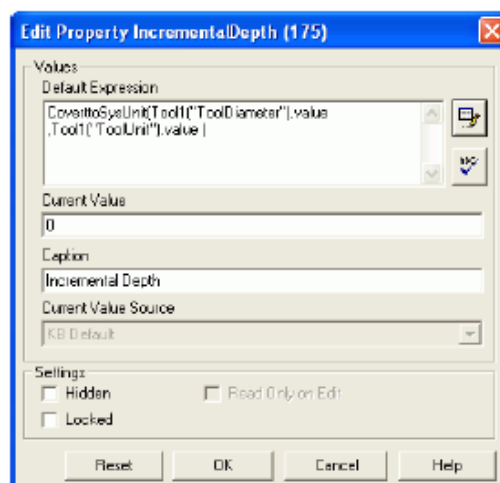 Edit Property IncrementalDepth (175)
Values
Default Expression
CoverttoSysUnit(Tool1("ToolDiameter").value
,Tool1("ToolUnit").value )
Current Value
0
Caption
Incremental Depth
Current Value Source
KB Default
Settings
Hidden
Read Only on Edit
Locked
Reset
OK
Cancel
Help